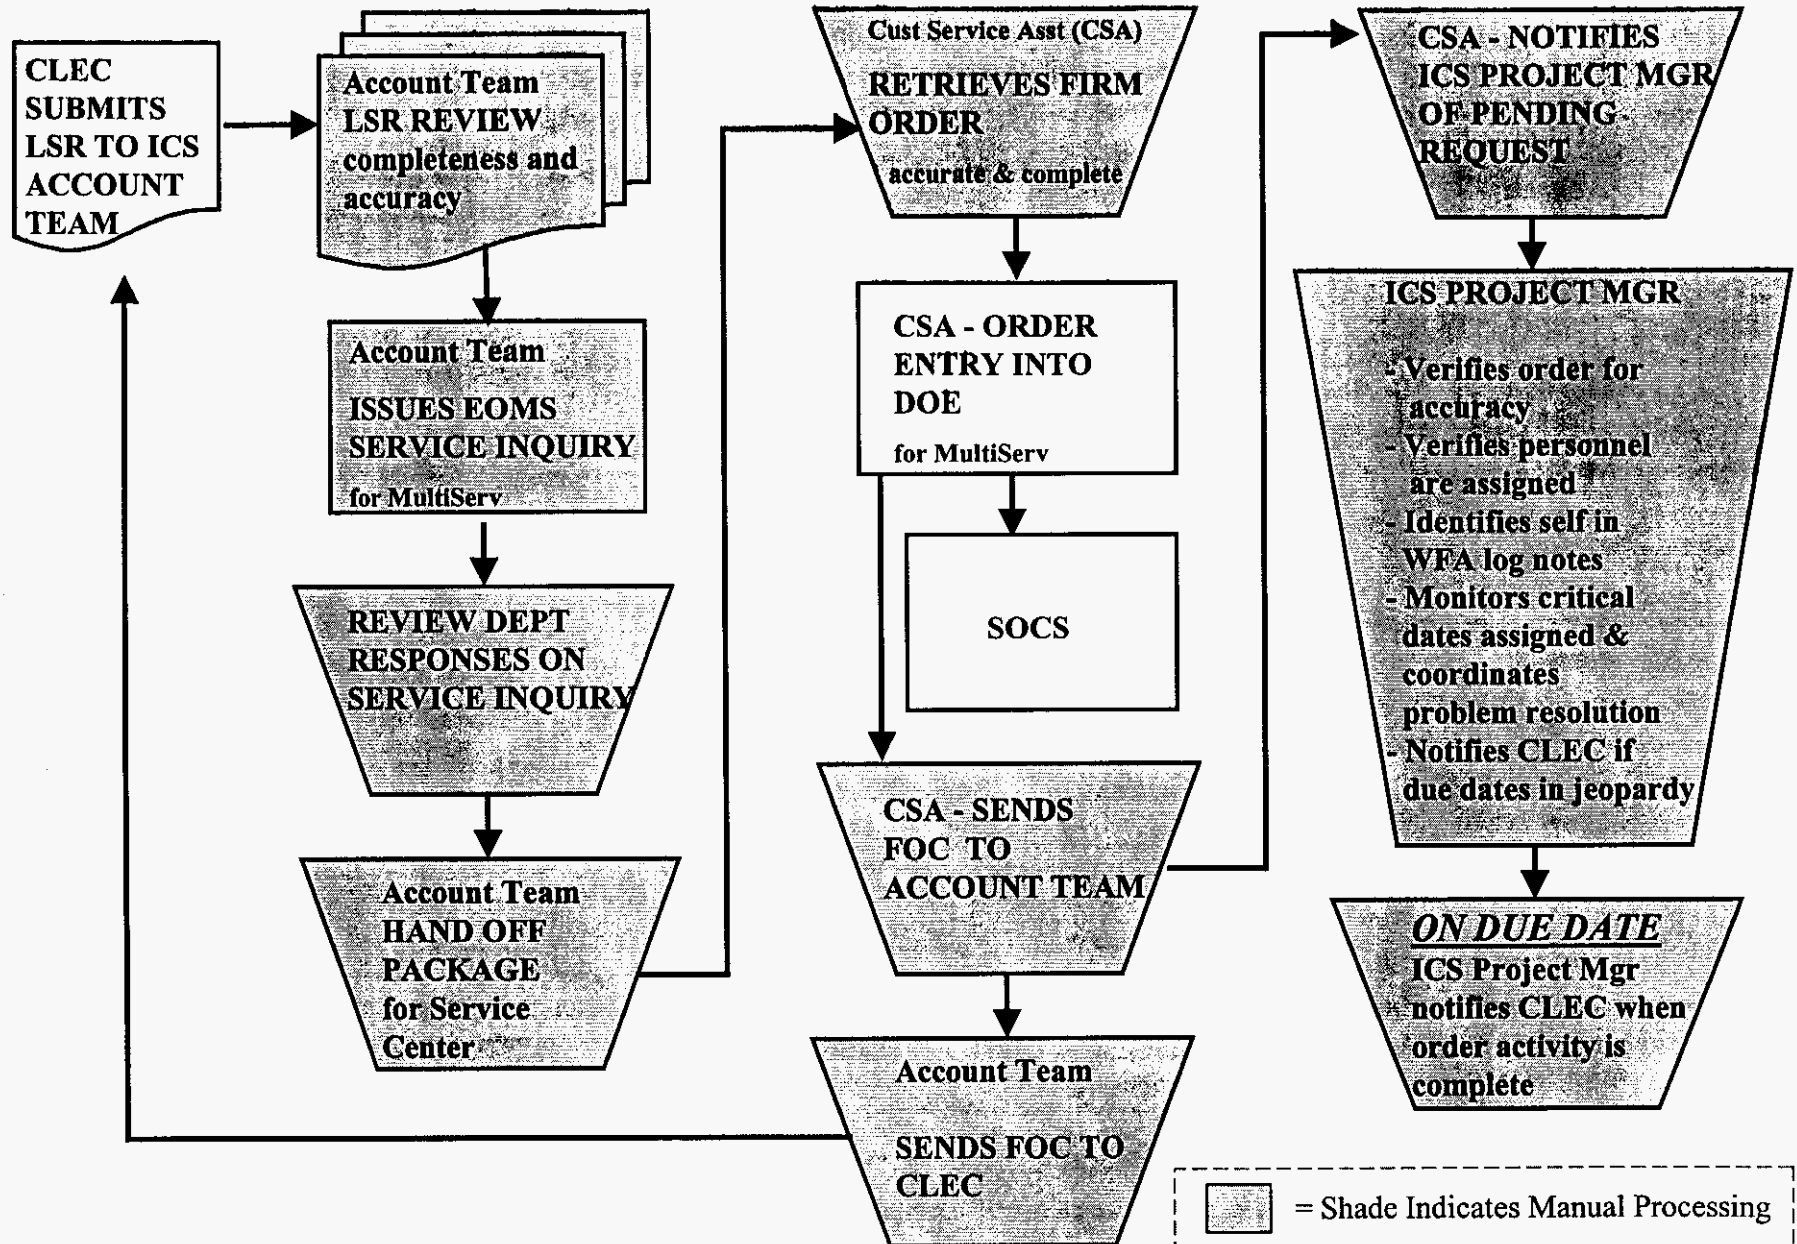 CLEC
SUBMITS
LSR TO ICS
ACCOUNT
TEAM
Account Team
LSR REVIEW
completeness and
accuracy
Account Team
ISSUES EOMS
SERVICE INQUIRY
for MultiServ
REVIEW DEPT
RESPONSES ON
SERVICE INQUIRY
Account Team
HAND OFF
PACKAGE
for Service
Center
Cust Service Asst (CSA)
RETRIEVES FIRM
ORDER
accurate & complete
CSA - ORDER
ENTRY INTO
DOE
for MultiServ
SOCS
CSA - SENDS
FOC TO
ACCOUNT TEAM
Account Team
SENDS FOC TO
CLEC
CSA - NOTIFIES
ICS PROJECT MGR
OF PENDING
REQUEST
ICS PROJECT MGR
- Verifies order for
accuracy
- Verifies personnel
are assigned
- Identifies self in
WFA log notes
- Monitors critical
dates assigned &
coordinates
problem resolution
- Notifies CLEC if
due dates in jeopardy
ON DUE DATE
ICS Project Mgr
notifies CLEC when
order activity is
complete
= Shade Indicates Manual Processing